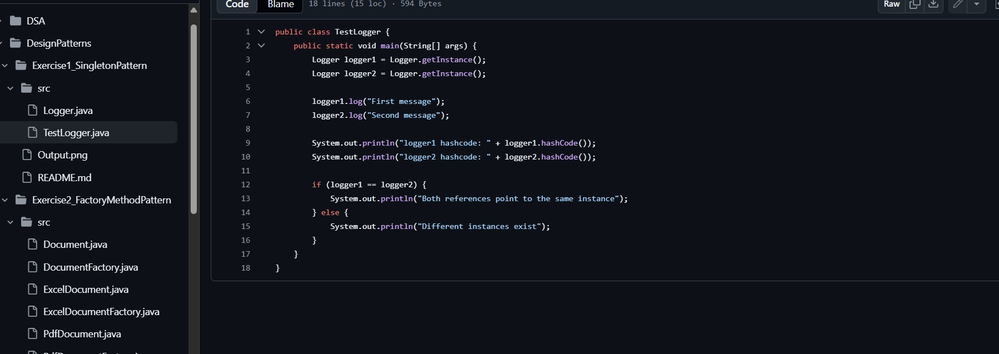 DSA
DesignPatterns
Exercise1_SingletonPattern
src
Logger.java
TestLogger.java
Output.png
README.md
Exercise2_FactoryMethodPattern
src
Document.java
DocumentFactory.java
ExcelDocument.java
ExcelDocumentFactory.java
PdfDocument.java
Code Blame 18 lines (15 loc) · 594 Bytes Raw
1 public class TestLogger {
2     public static void main(String[] args) {
3         Logger logger1 = Logger.getInstance();
4         Logger logger2 = Logger.getInstance();
5
6         logger1.log("First message");
7         logger2.log("Second message");
8
9         System.out.println("logger1 hashcode: " + logger1.hashCode());
10         System.out.println("logger2 hashcode: " + logger2.hashCode());
11
12         if (logger1 == logger2) {
13             System.out.println("Both references point to the same instance");
14         } else {
15             System.out.println("Different instances exist");
16         }
17     }
18 }